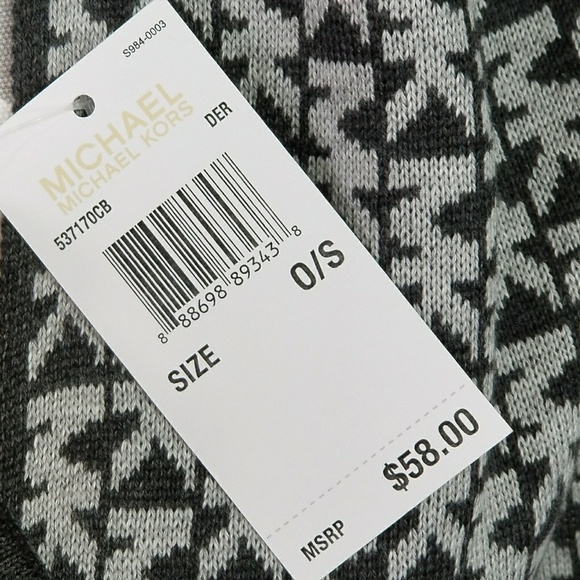 S984-0003
MICHAEL
MICHAEL KORS
DER
537170CB
8 88698 89343 8
SIZE O/S
MSRP $58.00